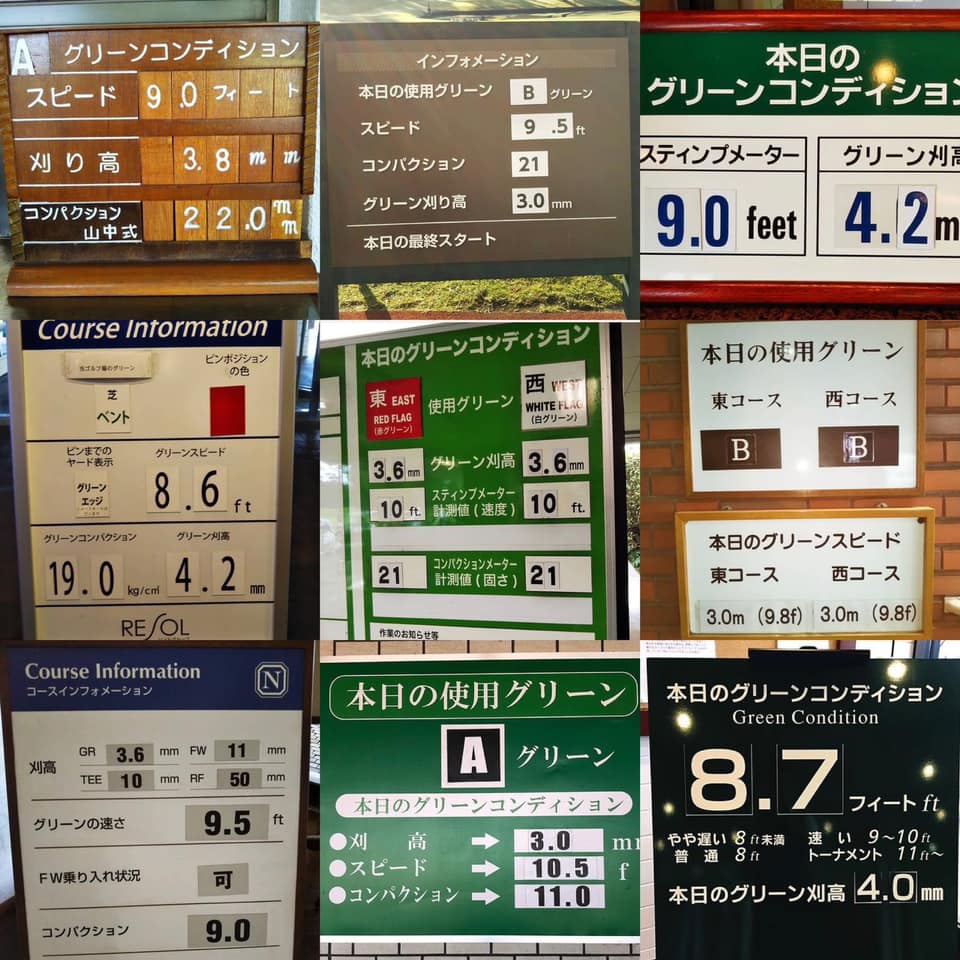 A グリーンコンディション
スピード 9.0 フィート
刈り高 3.8 mm
コンパクション
山中式 22.0 mm
インフォメーション
本日の使用グリーン B グリーン
スピード 9.5 ft
コンパクション 21
グリーン刈り高 3.0 mm
本日の最終スタート
本日の
グリーンコンディション
スティンプメーター グリーン刈高
9.0 feet 4.2 m
Course Information
当ゴルフ場のグリーン ピンポジション
の色
芝
ベント
ピンまでの
ヤード表示 グリーンスピード
グリーン
エッジ
8.6 ft
グリーンコンパクション グリーン刈高
19.0 kg/c㎡ 4.2 mm
RESOL
本日のグリーンコンディション
東 EAST
RED FLAG
(赤グリーン)
使用グリーン
西 WEST
WHITE FLAG
(白グリーン)
3.6 mm グリーン刈高 3.6 mm
10 ft. スティンプメーター
計測値(速度) 10 ft.
21 コンパクションメーター
計測値(固さ) 21
作業のお知らせ等
本日の使用グリーン
東コース 西コース
B B
本日のグリーンスピード
東コース 西コース
3.0m (9.8f) 3.0m (9.8f)
Course Information
コースインフォメーション
N
刈高
GR 3.6 mm FW 11 mm
TEE 10 mm RF 50 mm
グリーンの速さ 9.5 ft
FW乗り入れ状況 可
コンパクション 9.0
本日の使用グリーン
A グリーン
本日のグリーンコンディション
●刈高 → 3.0 m
●スピード → 10.5 f
●コンパクション → 11.0
本日のグリーンコンディション
Green Condition
8.7 フィート ft
やや遅い 8ft未満 速い 9〜10ft
普通 8ft トーナメント 11ft〜
本日のグリーン刈高 4.0 mm